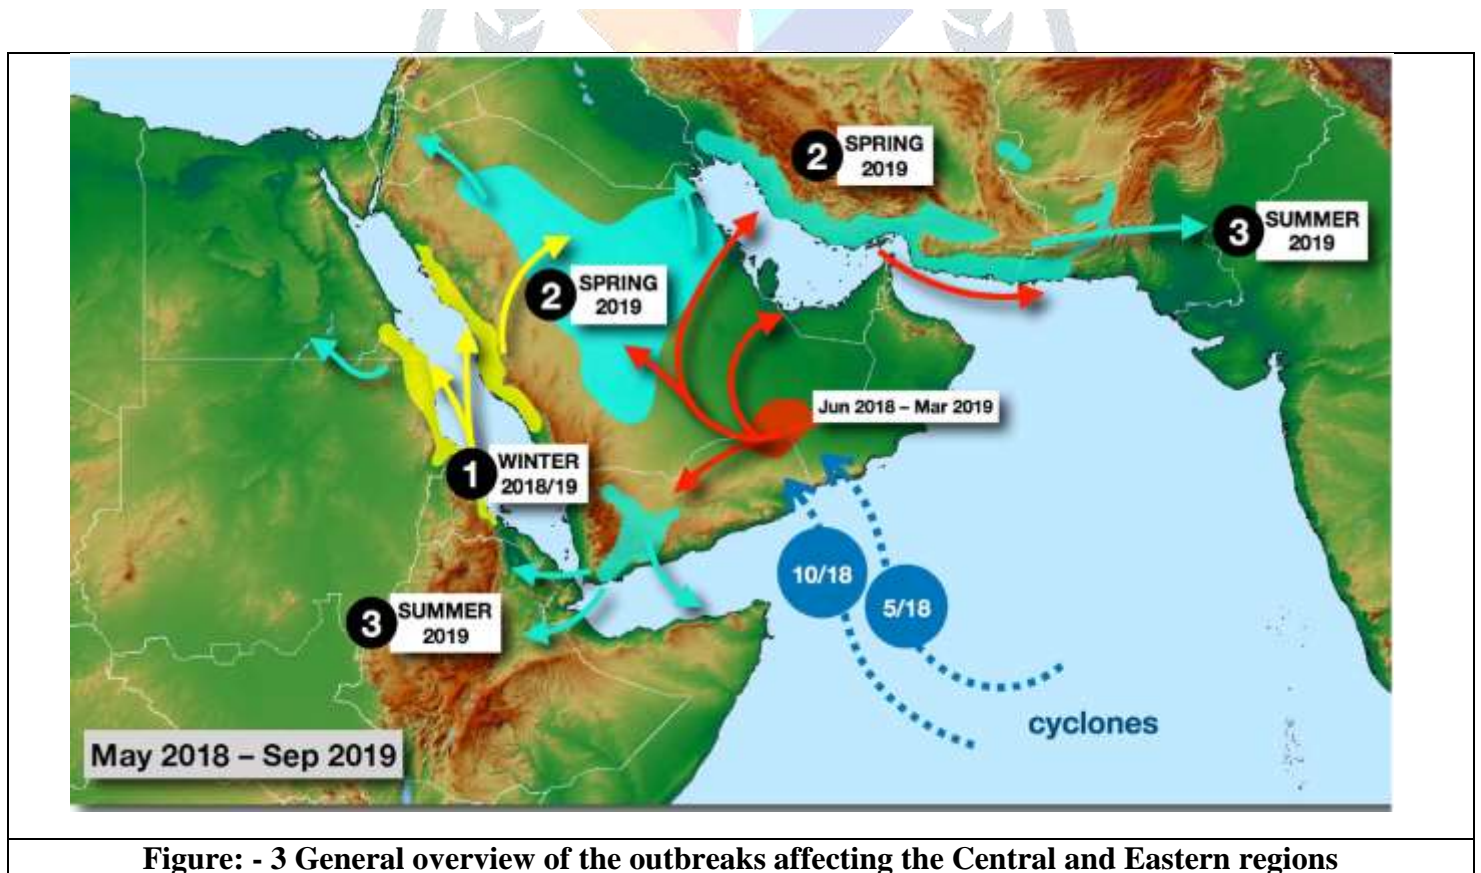 2
SPRING
2019
3
SUMMER
2019
2
SPRING
2019
Jun 2018 – Mar 2019
1
WINTER
2018/19
10/18
5/18
3
SUMMER
2019
cyclones
May 2018 – Sep 2019
Figure: - 3 General overview of the outbreaks affecting the Central and Eastern regions